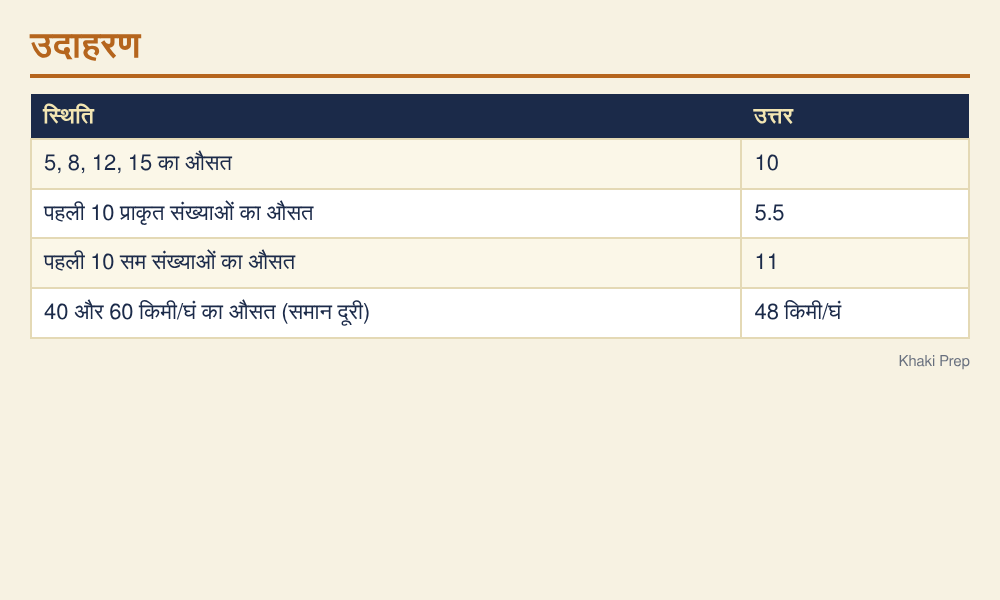 उदाहरण
स्थिति उत्तर
5, 8, 12, 15 का औसत 10
पहली 10 प्राकृत संख्याओं का औसत 5.5
पहली 10 सम संख्याओं का औसत 11
40 और 60 किमी/घं का औसत (समान दूरी) 48 किमी/घं
Khaki Prep